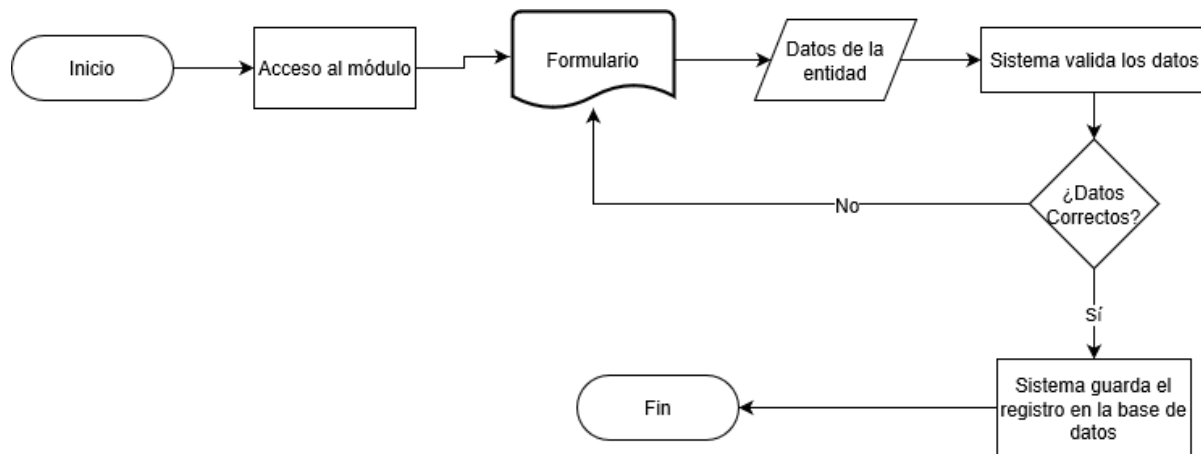 Inicio
Acceso al módulo
Formulario
Datos de la
entidad
Sistema valida los datos
¿Datos
Correctos?
No
Sí
Sistema guarda el
registro en la base de
datos
Fin